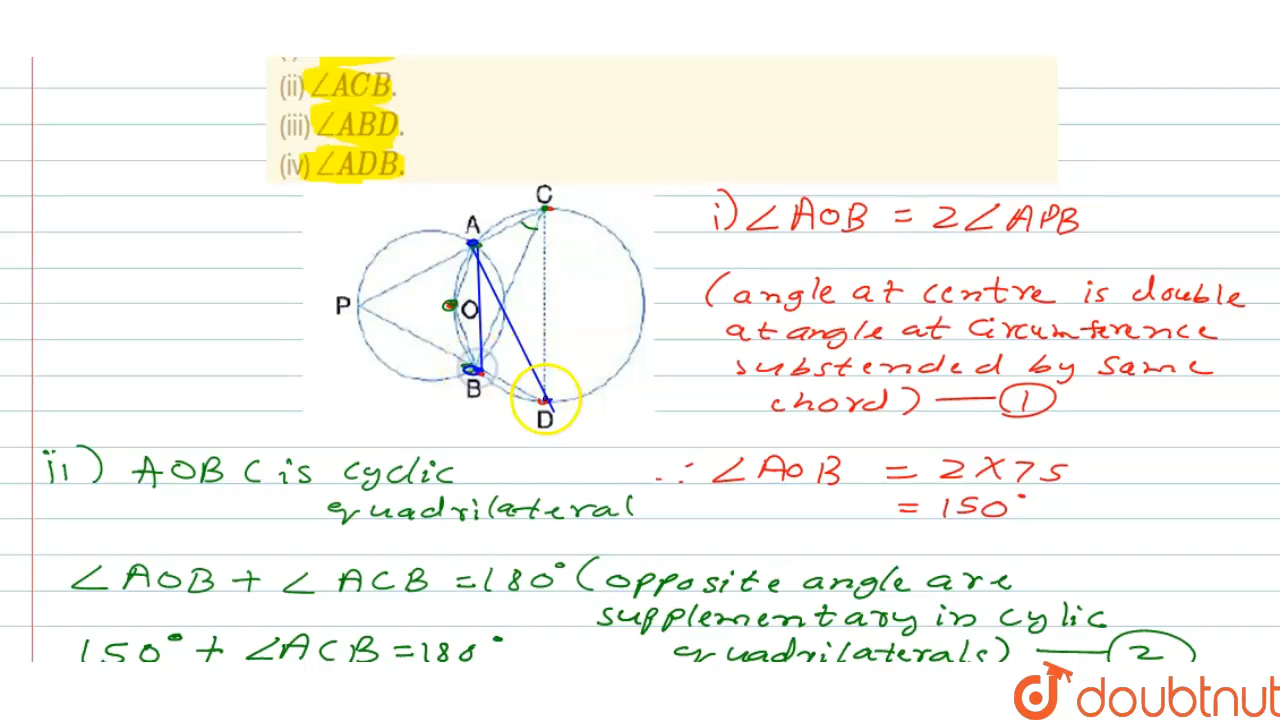 (ii) ∠ACB.
(iii) ∠ABD.
(iv) ∠ADB.
C
A
P
O
B
D
i) ∠AOB = 2∠APB
(angle at centre is double
at angle at circumference
substended by same
chord) — 1
ii) AOBC is cyclic
quadrilateral
∴ ∠AOB = 2×75
= 150°
∠AOB + ∠ACB = 180° (opposite angle are
supplementary in cylic
quadrilaterals) — 2
150° + ∠ACB = 180°
doubtnut